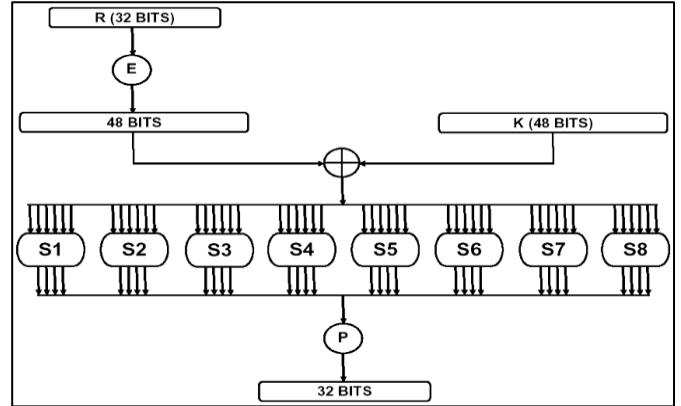 R (32 BITS)
E
48 BITS
K (48 BITS)
S1 S2 S3 S4 S5 S6 S7 S8
P
32 BITS